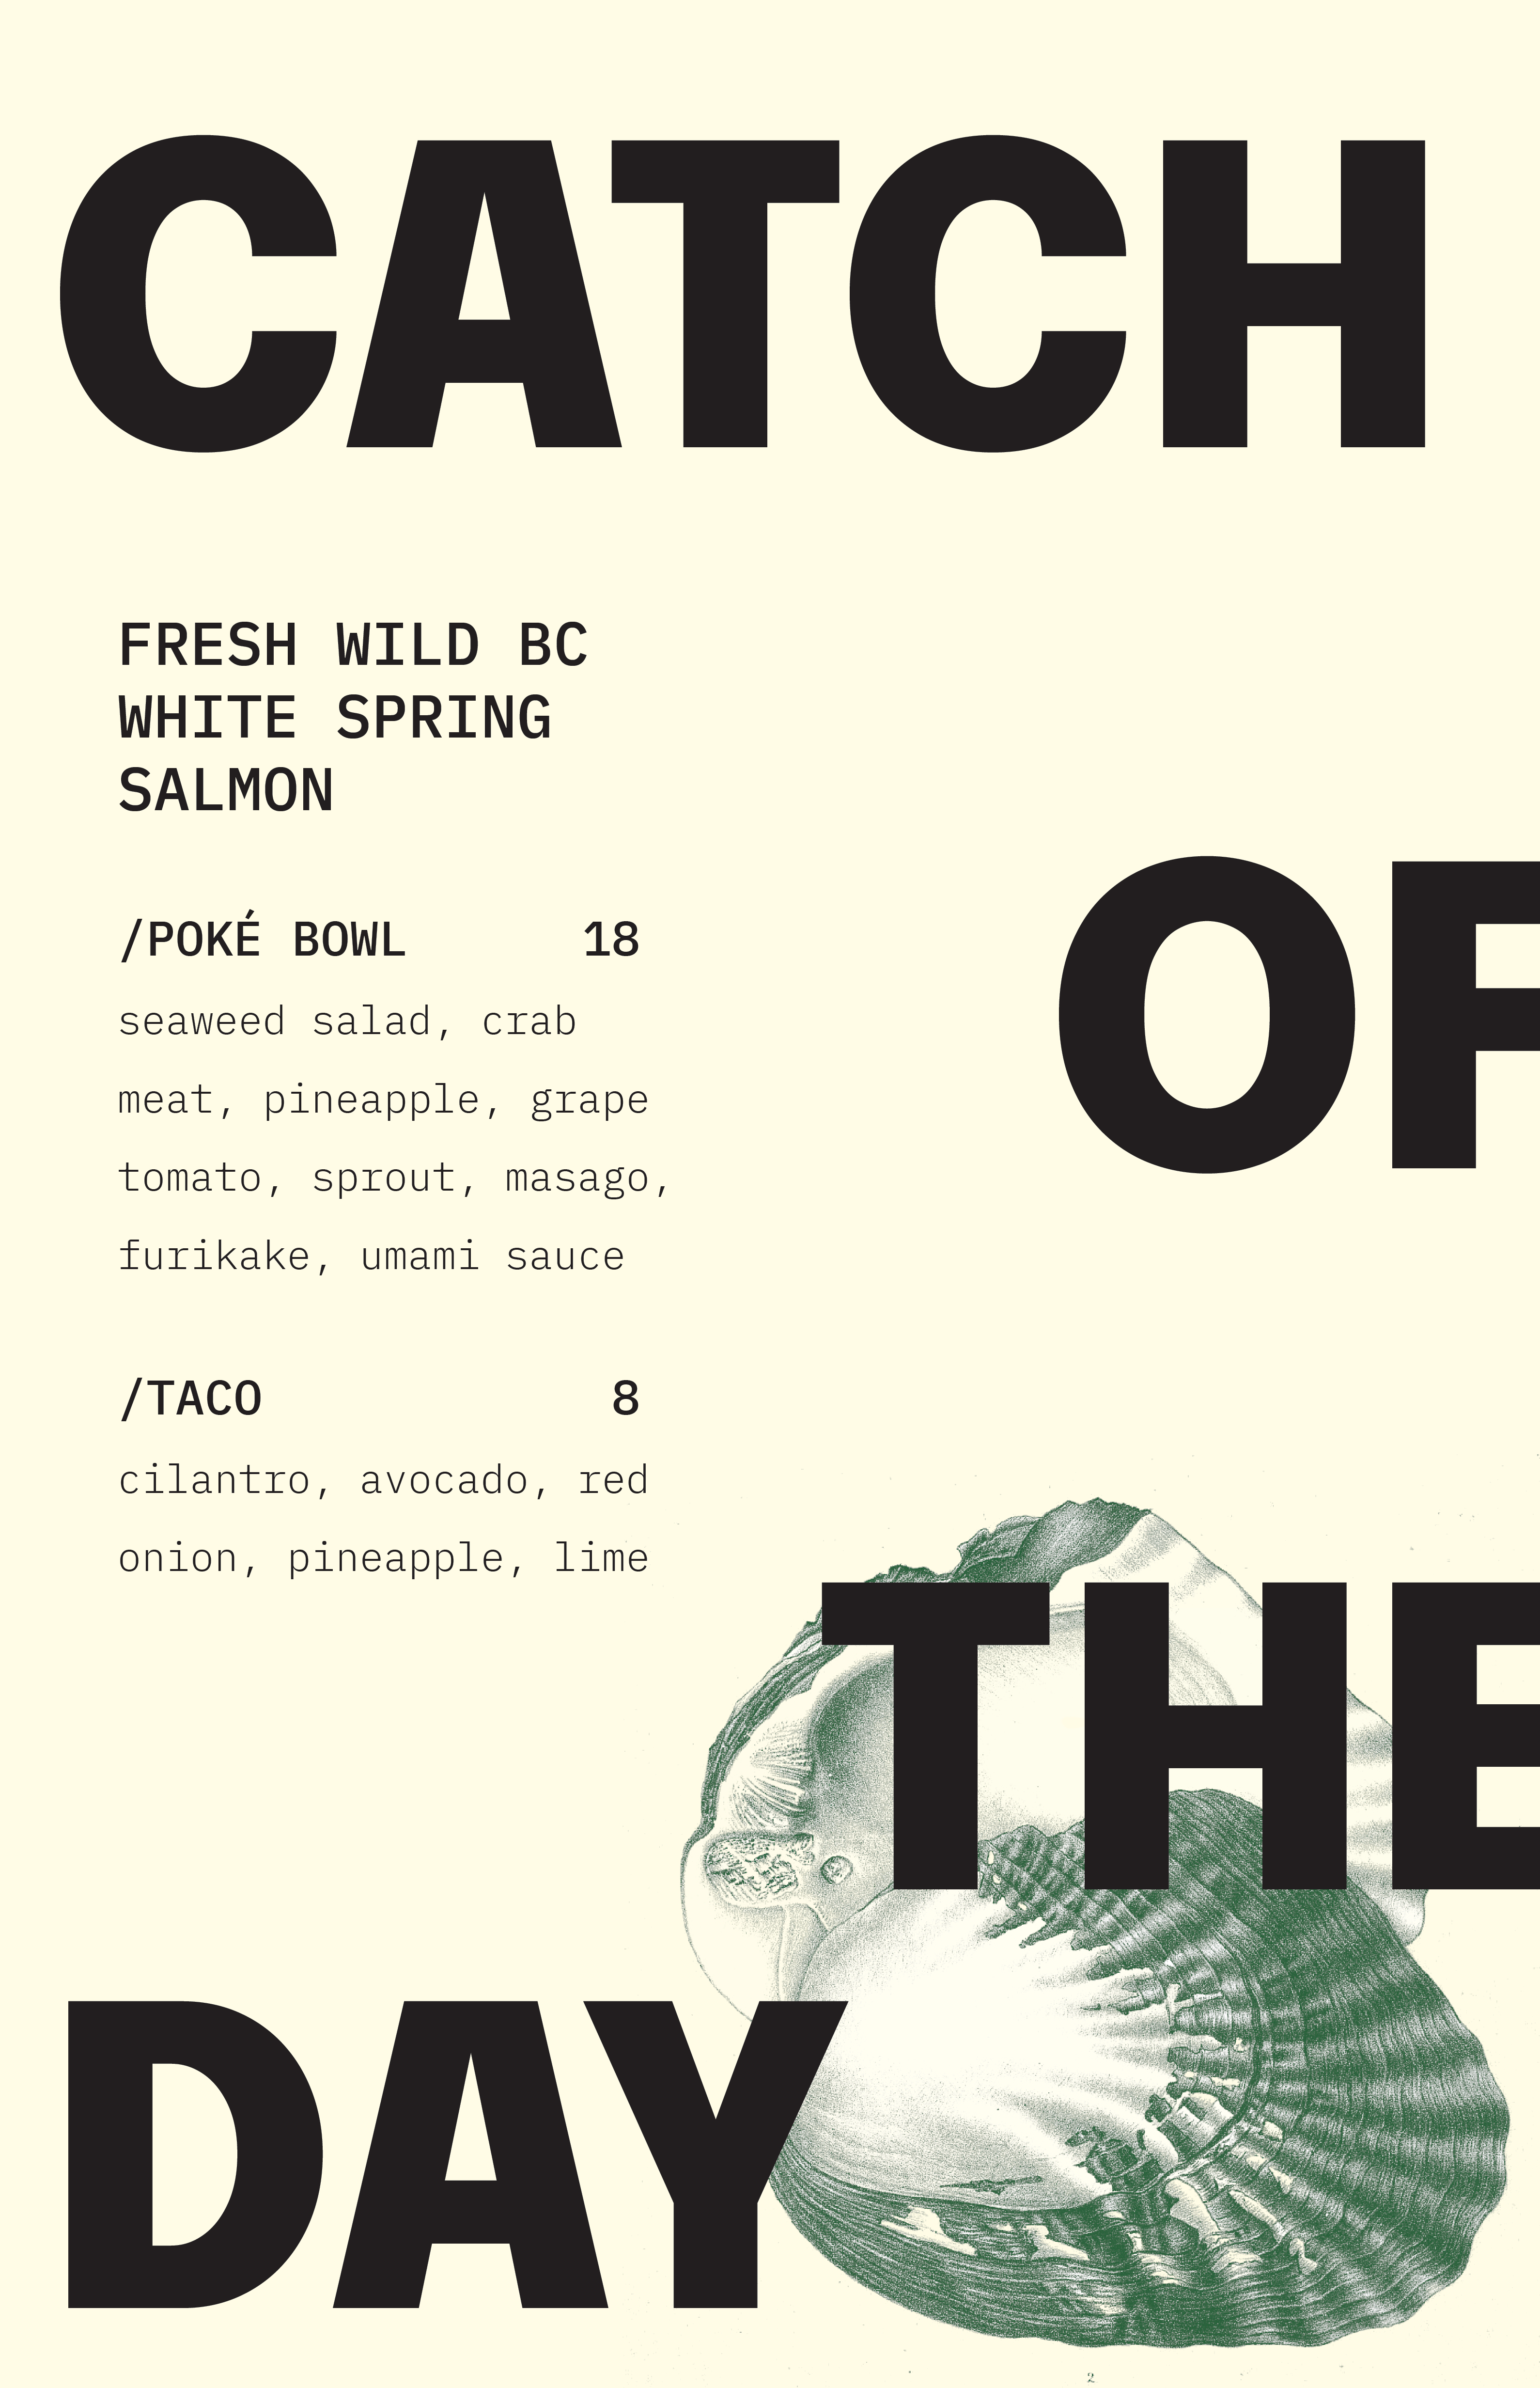 CATCH
FRESH WILD BC
WHITE SPRING
SALMON
OF
/POKÉ BOWL 18
seaweed salad, crab
meat, pineapple, grape
tomato, sprout, masago,
furikake, umami sauce
/TACO 8
cilantro, avocado, red
onion, pineapple, lime
THE
DAY
2